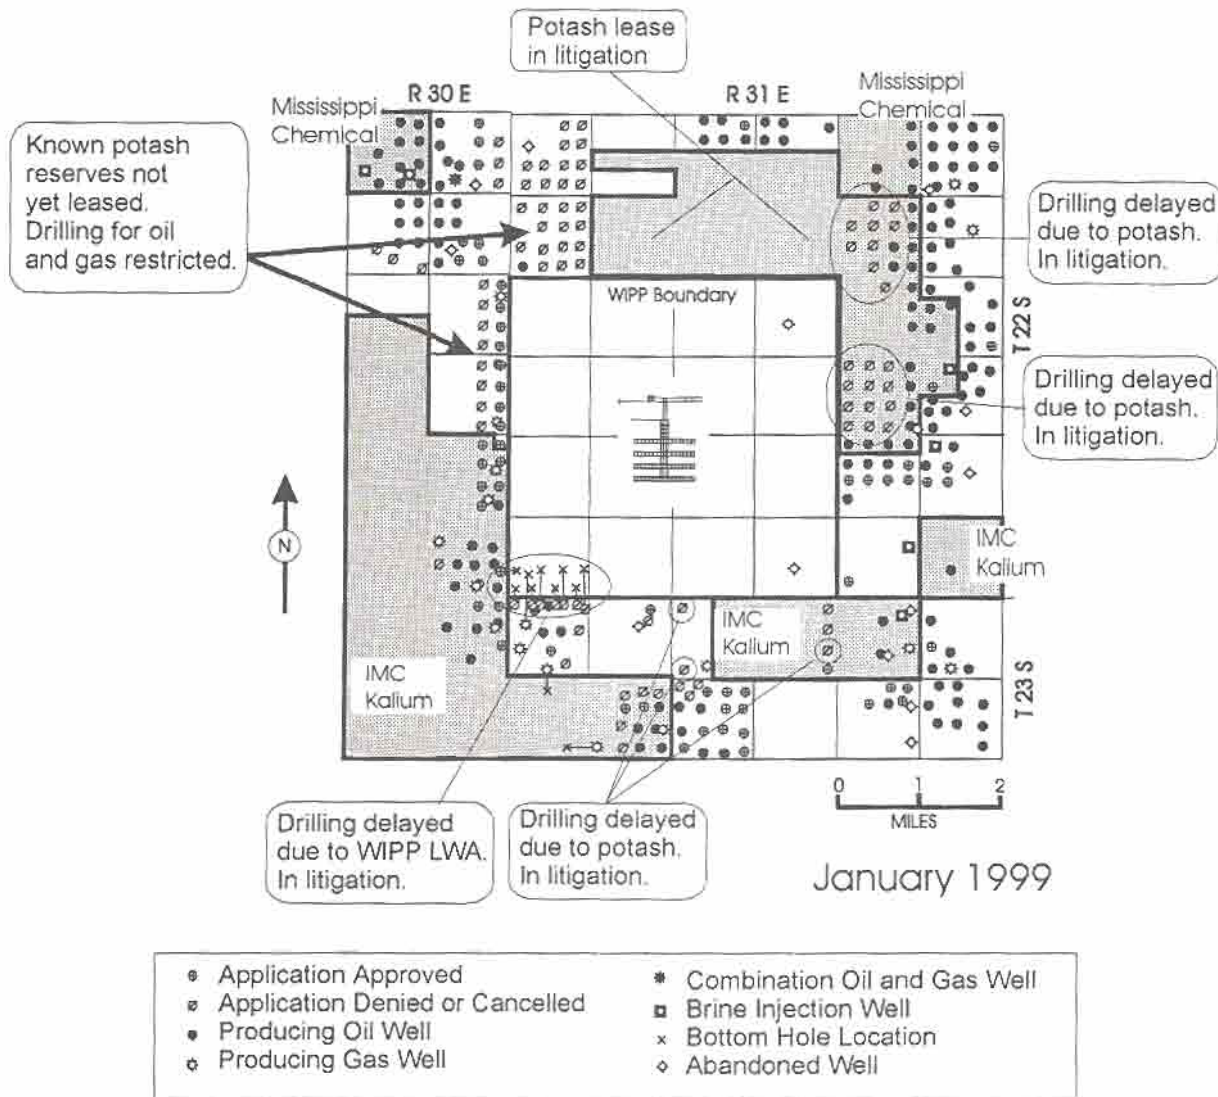 Potash lease
in litigation
R 30 E
R 31 E
Mississippi
Chemical
Mississippi
Chemical
Known potash
reserves not
yet leased.
Drilling for oil
and gas restricted.
Drilling delayed
due to potash.
In litigation.
WIPP Boundary
T 22 S
Drilling delayed
due to potash.
In litigation.
N
IMC
Kalium
IMC
Kalium
IMC
Kalium
T 23 S
0 1 2
MILES
Drilling delayed
due to WIPP LWA.
In litigation.
Drilling delayed
due to potash.
In litigation.
January 1999
Application Approved
Application Denied or Cancelled
Producing Oil Well
Producing Gas Well
Combination Oil and Gas Well
Brine Injection Well
Bottom Hole Location
Abandoned Well